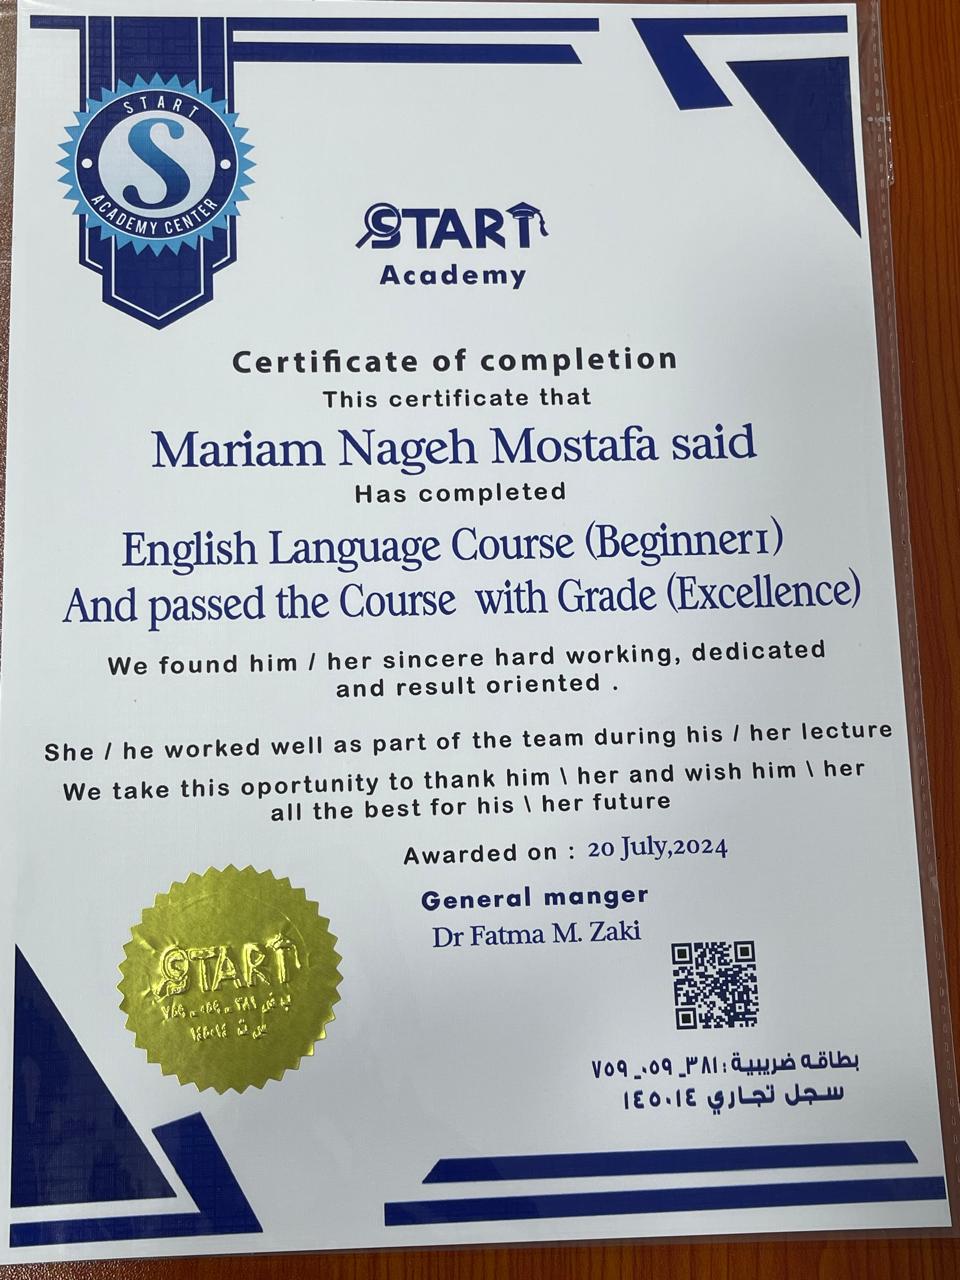 START
S
ACADEMY CENTER
START
Academy
Certificate of completion
This certificate that
Mariam Nageh Mostafa said
Has completed
English Language Course (Beginner1)
And passed the Course with Grade (Excellence)
We found him / her sincere hard working, dedicated
and result oriented .
She / he worked well as part of the team during his / her lecture
We take this oportunity to thank him \ her and wish him \ her
all the best for his \ her future
Awarded on : 20 July,2024
General manger
Dr Fatma M. Zaki
START
بطاقه ضريبية : ٣٨١_٠٥٩_٧٥٩
سجل تجاري ١٤٥٠١٤